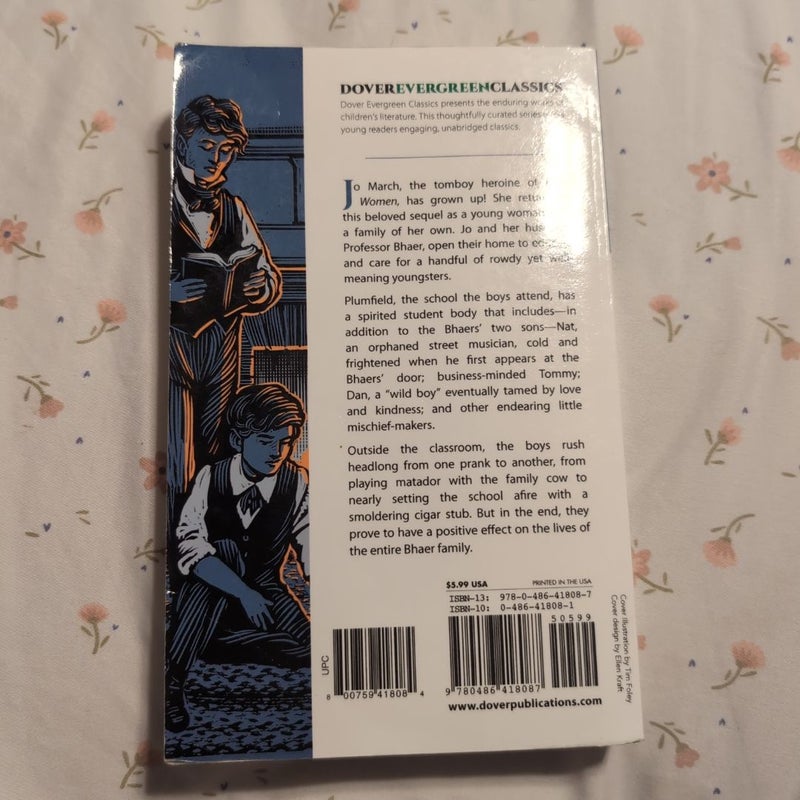 DOVEREVERGREENCLASSICS
Dover Evergreen Classics presents the enduring works of
children's literature. This thoughtfully curated series
young readers engaging, unabridged classics.
Jo March, the tomboy heroine of
Women, has grown up! She
this beloved sequel as a young
a family of her own. Jo and her
Professor Bhaer, open their home to
and care for a handful of rowdy yet well-
meaning youngsters.
Plumfield, the school the boys attend, has
a spirited student body that includes—in
addition to the Bhaers' two sons—Nat,
an orphaned street musician, cold and
frightened when he first appears at the
Bhaers' door; business-minded Tommy;
Dan, a "wild boy" eventually tamed by love
and kindness; and other endearing little
mischief-makers.
Outside the classroom, the boys rush
headlong from one prank to another, from
playing matador with the family cow to
nearly setting the school afire with a
smoldering cigar stub. But in the end, they
prove to have a positive effect on the lives of
the entire Bhaer family.
$5.99 USA PRINTED IN THE USA
ISBN-13: 978-0-486-41808-7
ISBN-10: 0-486-41808-1
50599
UPC
8 00759 41808 4
9 780486 418087
www.doverpublications.com
Cover illustration by Tim Foley
Cover design by Ellen Kraft